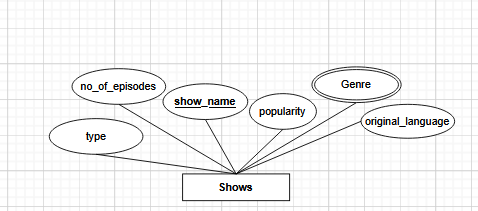 no_of_episodes
show_name
Genre
popularity
original_language
type
Shows